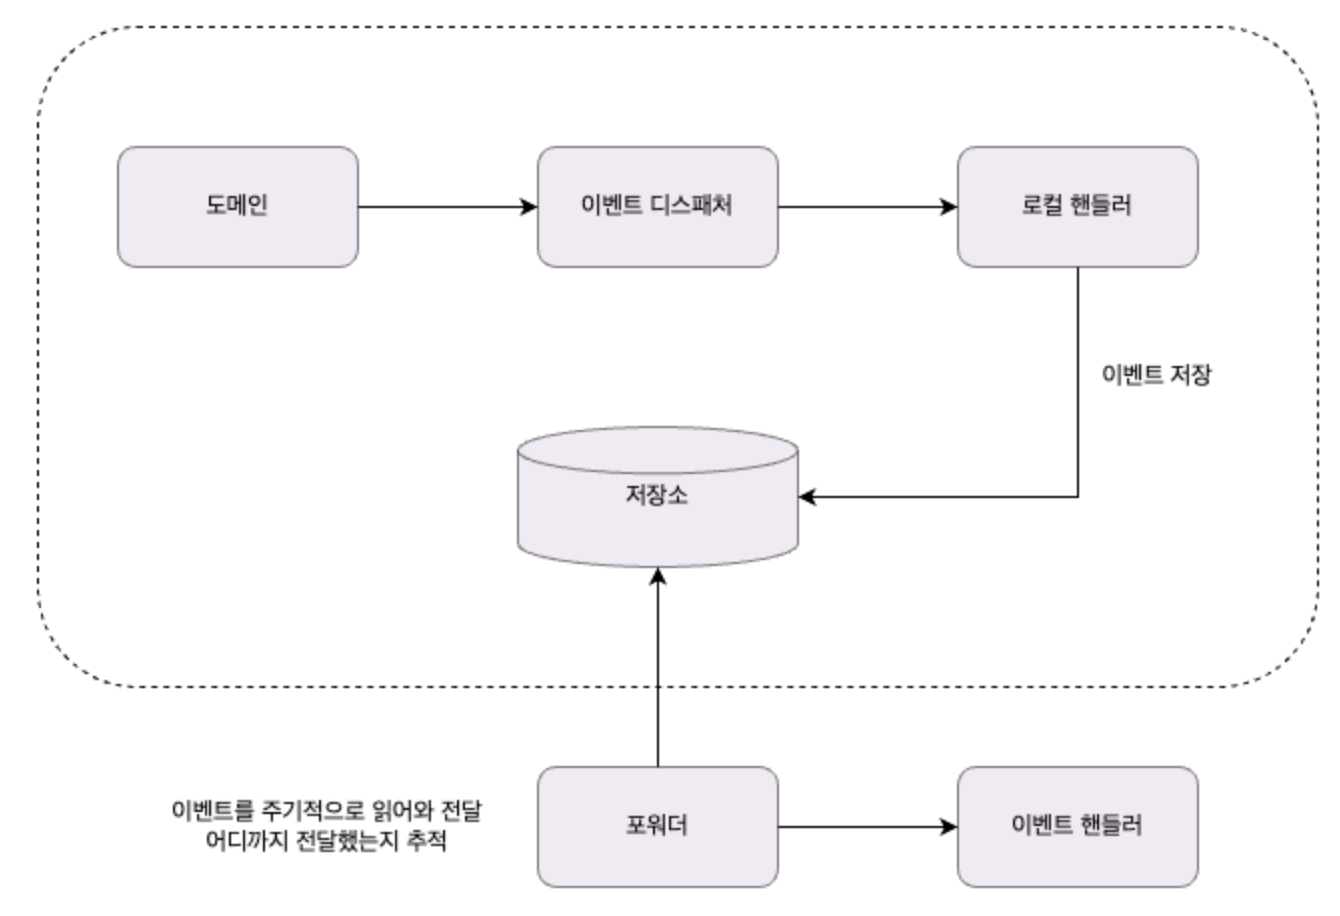 도메인
이벤트 디스패처
로컬 핸들러
이벤트 저장
저장소
이벤트를 주기적으로 읽어와 전달
어디까지 전달했는지 추적
포워더
이벤트 핸들러